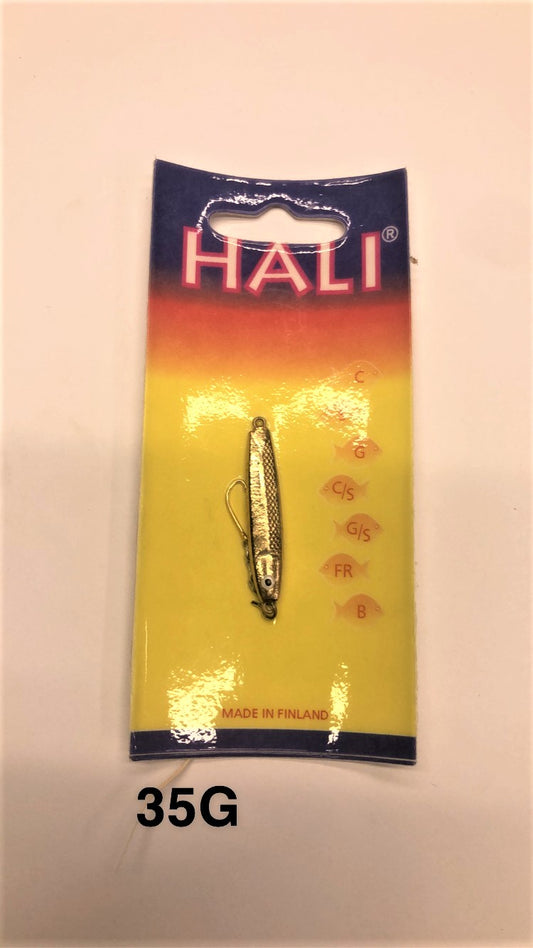 HALI®
C
G
C/S
G/S
FR
B
MADE IN FINLAND
35G